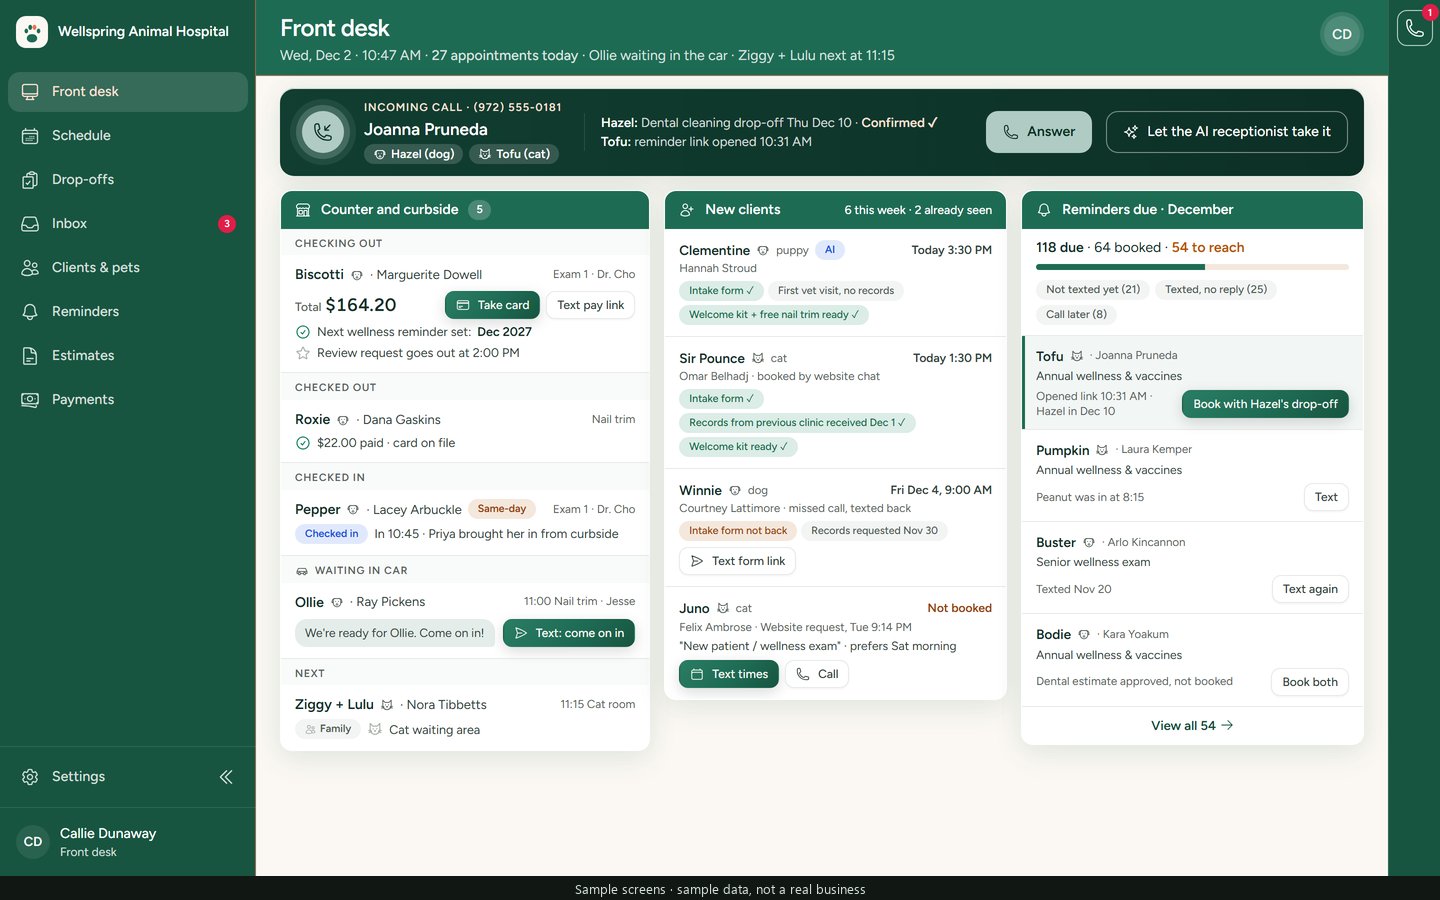 Wellspring Animal Hospital
Front desk
Schedule
Drop-offs
Inbox
3
Clients & pets
Reminders
Estimates
Payments
Settings
CD
Callie Dunaway
Front desk
Front desk
Wed, Dec 2 · 10:47 AM · 27 appointments today · Ollie waiting in the car · Ziggy + Lulu next at 11:15
CD
1
INCOMING CALL · (972) 555-0181
Joanna Pruneda
Hazel (dog)
Tofu (cat)
Hazel: Dental cleaning drop-off Thu Dec 10 · Confirmed ✓
Tofu: reminder link opened 10:31 AM
Answer
Let the AI receptionist take it
Counter and curbside 5
CHECKING OUT
Biscotti · Marguerite Dowell Exam 1 · Dr. Cho
Total $164.20 Take card Text pay link
Next wellness reminder set: Dec 2027
Review request goes out at 2:00 PM
CHECKED OUT
Roxie · Dana Gaskins Nail trim
$22.00 paid · card on file
CHECKED IN
Pepper · Lacey Arbuckle Same-day Exam 1 · Dr. Cho
Checked in In 10:45 · Priya brought her in from curbside
WAITING IN CAR
Ollie · Ray Pickens 11:00 Nail trim · Jesse
We're ready for Ollie. Come on in! Text: come on in
NEXT
Ziggy + Lulu · Nora Tibbetts 11:15 Cat room
Family Cat waiting area
New clients 6 this week · 2 already seen
Clementine puppy AI Today 3:30 PM
Hannah Stroud
Intake form ✓ First vet visit, no records
Welcome kit + free nail trim ready ✓
Sir Pounce cat Today 1:30 PM
Omar Belhadj · booked by website chat
Intake form ✓
Records from previous clinic received Dec 1 ✓
Welcome kit ready ✓
Winnie dog Fri Dec 4, 9:00 AM
Courtney Lattimore · missed call, texted back
Intake form not back Records requested Nov 30
Text form link
Juno cat Not booked
Felix Ambrose · Website request, Tue 9:14 PM
"New patient / wellness exam" · prefers Sat morning
Text times Call
Reminders due · December
118 due · 64 booked · 54 to reach
Not texted yet (21) Texted, no reply (25)
Call later (8)
Tofu · Joanna Pruneda
Annual wellness & vaccines
Opened link 10:31 AM ·
Hazel in Dec 10
Book with Hazel's drop-off
Pumpkin · Laura Kemper
Annual wellness & vaccines
Peanut was in at 8:15 Text
Buster · Arlo Kincannon
Senior wellness exam
Texted Nov 20 Text again
Bodie · Kara Yoakum
Annual wellness & vaccines
Dental estimate approved, not booked Book both
View all 54 →
Sample screens · sample data, not a real business